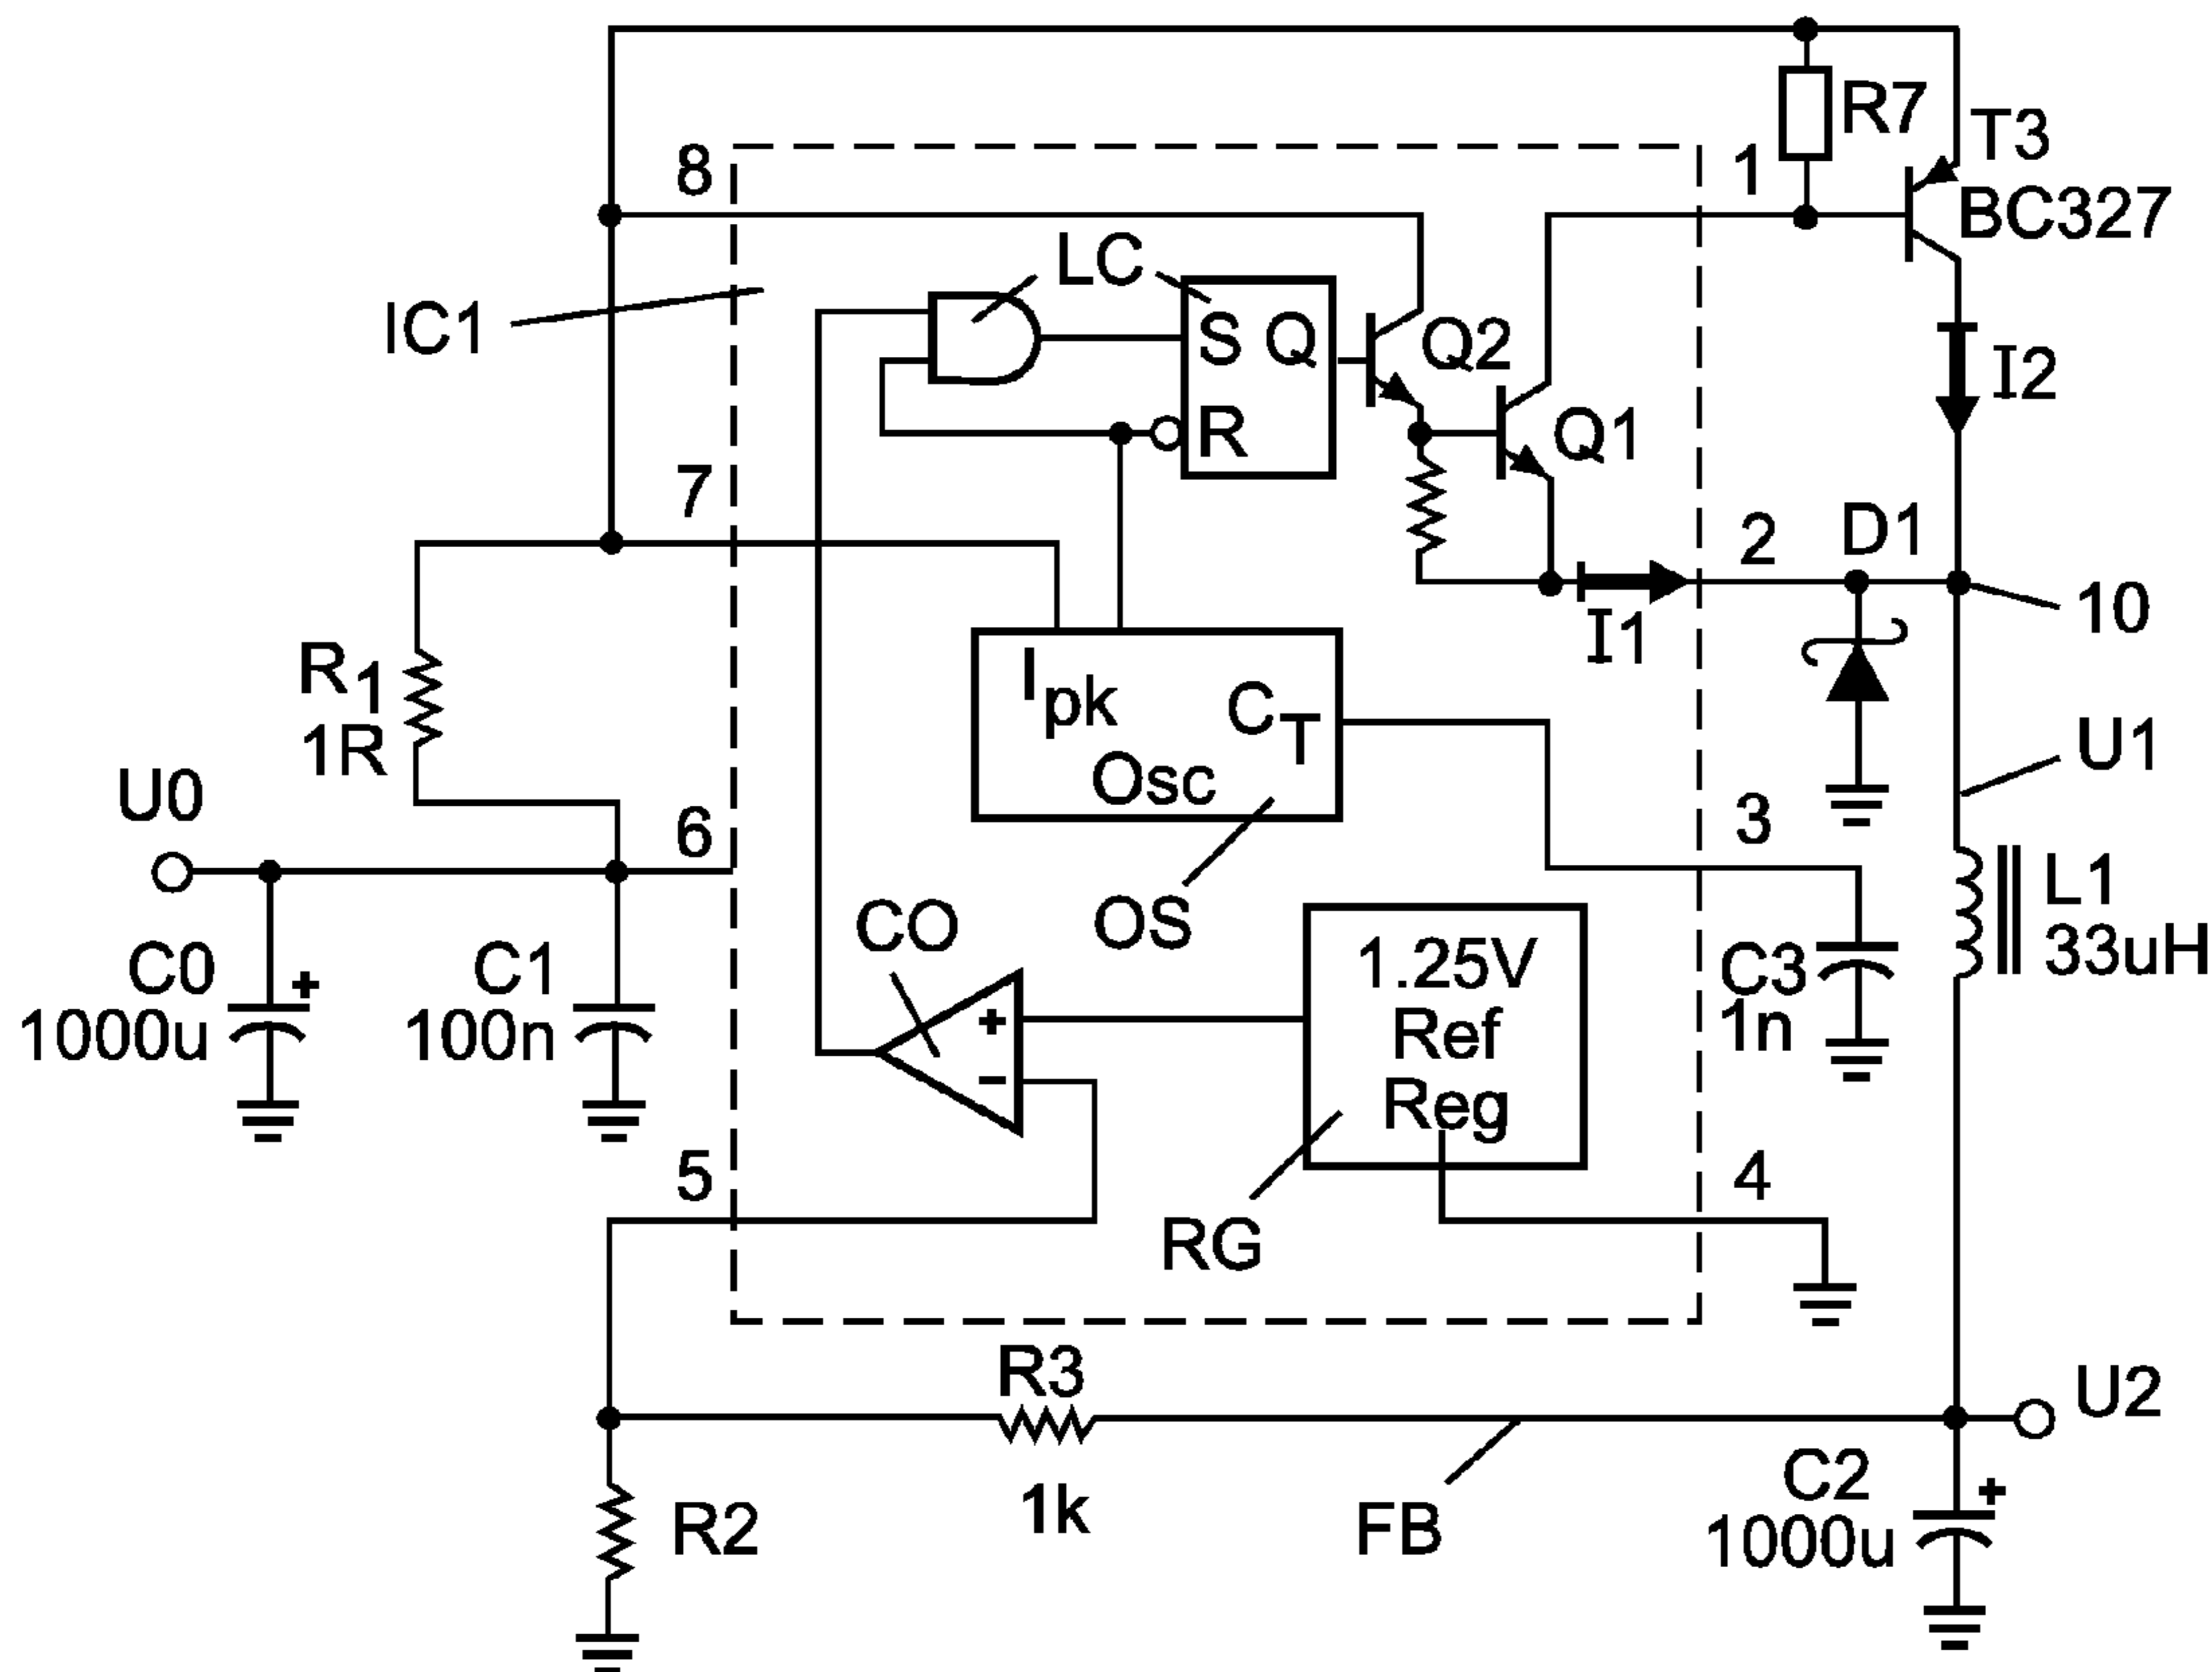 R7
T3
BC327
8
1
LC
IC1
S Q
R
Q2
Q1
I2
7
2
D1
10
I1
R1
1R
Ipk
CT
Osc
U1
U0
6
3
L1
33uH
CO
OS
C0
1000u
+
C1
100n
+
-
1.25V
Ref
Reg
C3
1n
5
4
RG
R3
1k
U2
FB
R2
C2
1000u
+